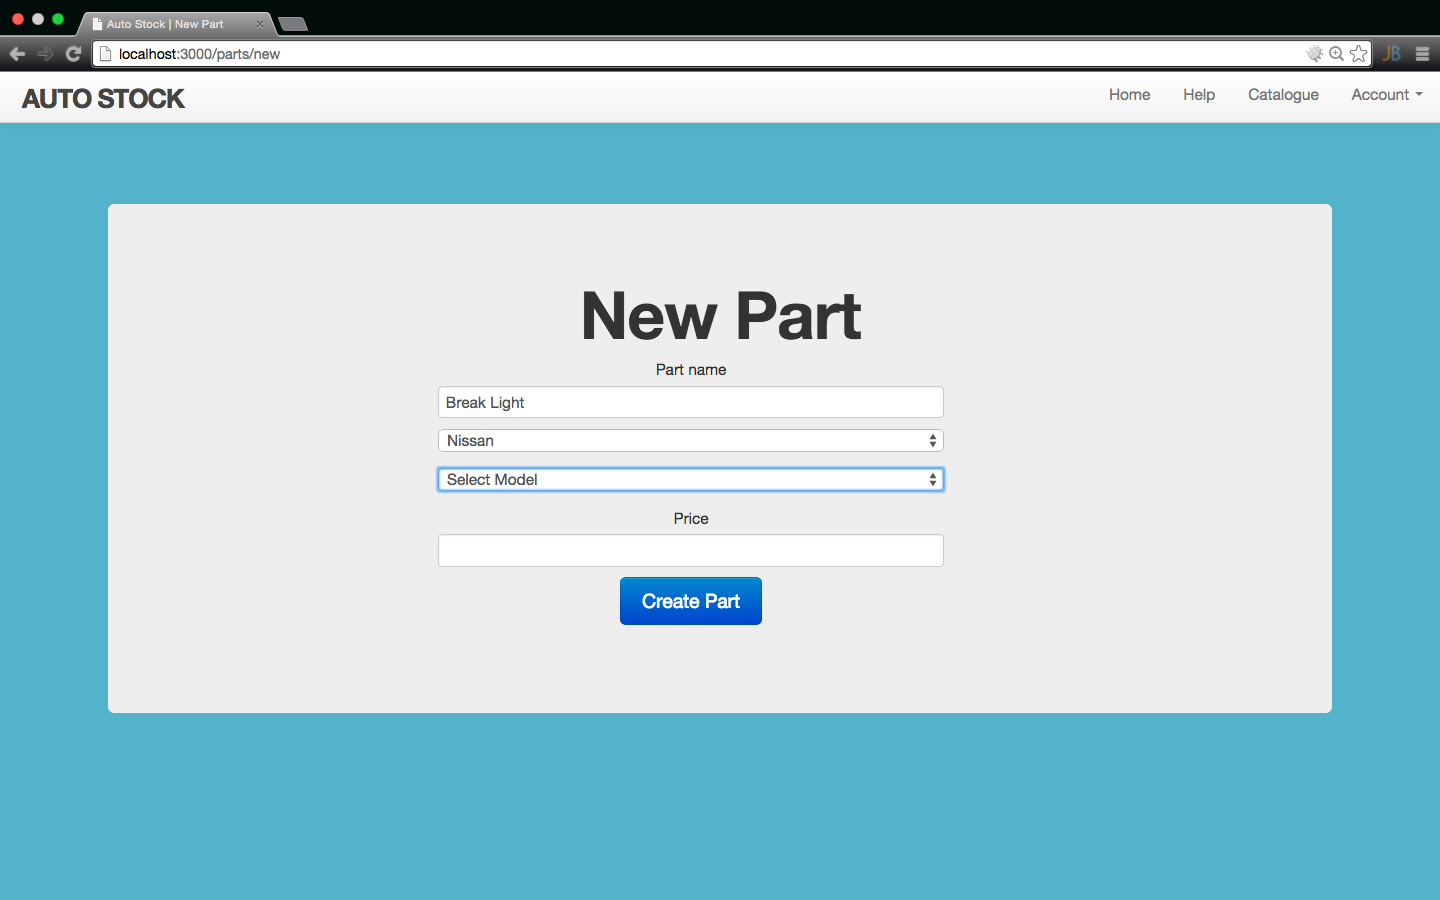 Auto Stock | New Part
localhost:3000/parts/new
JB
AUTO STOCK
Home
Help
Catalogue
Account
New Part
Part name
Break Light
Nissan
Select Model
Price
Create Part